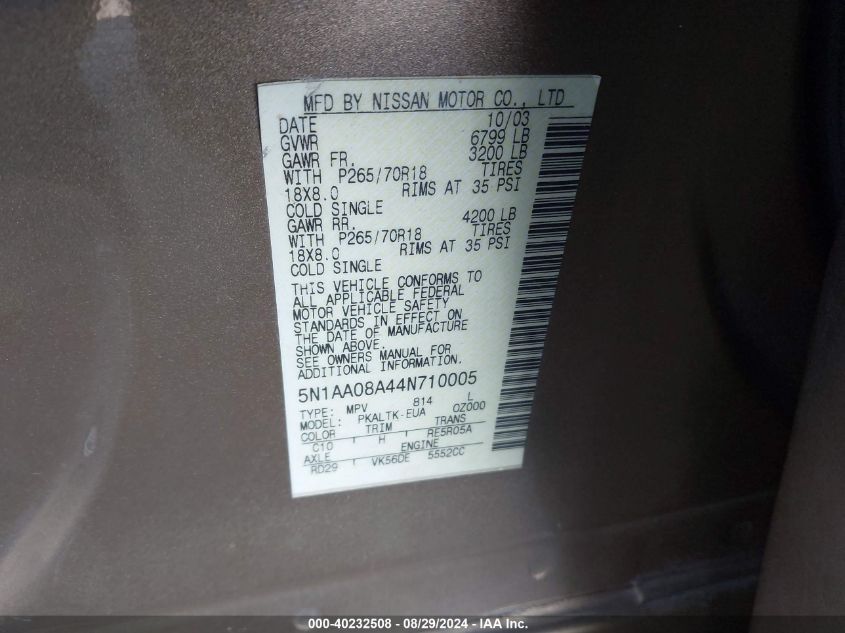 MFD BY NISSAN MOTOR CO., LTD
DATE 10/03
GVWR 6799 LB
GAWR FR. 3200 LB
WITH P265/70R18 TIRES
18X8.0 RIMS AT 35 PSI
COLD SINGLE
GAWR RR. 4200 LB
WITH P265/70R18 TIRES
18X8.0 RIMS AT 35 PSI
COLD SINGLE
THIS VEHICLE CONFORMS TO
ALL APPLICABLE FEDERAL
MOTOR VEHICLE SAFETY
STANDARDS IN EFFECT ON
THE DATE OF MANUFACTURE
SHOWN ABOVE.
SEE OWNERS MANUAL FOR
ADDITIONAL INFORMATION.
5N1AA08A44N710005
TYPE: MPV 814 L
MODEL: PKALTK-EUA 0Z000
COLOR TRIM TRANS
C10 H RE5R05A
AXLE ENGINE
RD29 VK56DE 5552CC
000-40232508 - 08/29/2024 - IAA Inc.